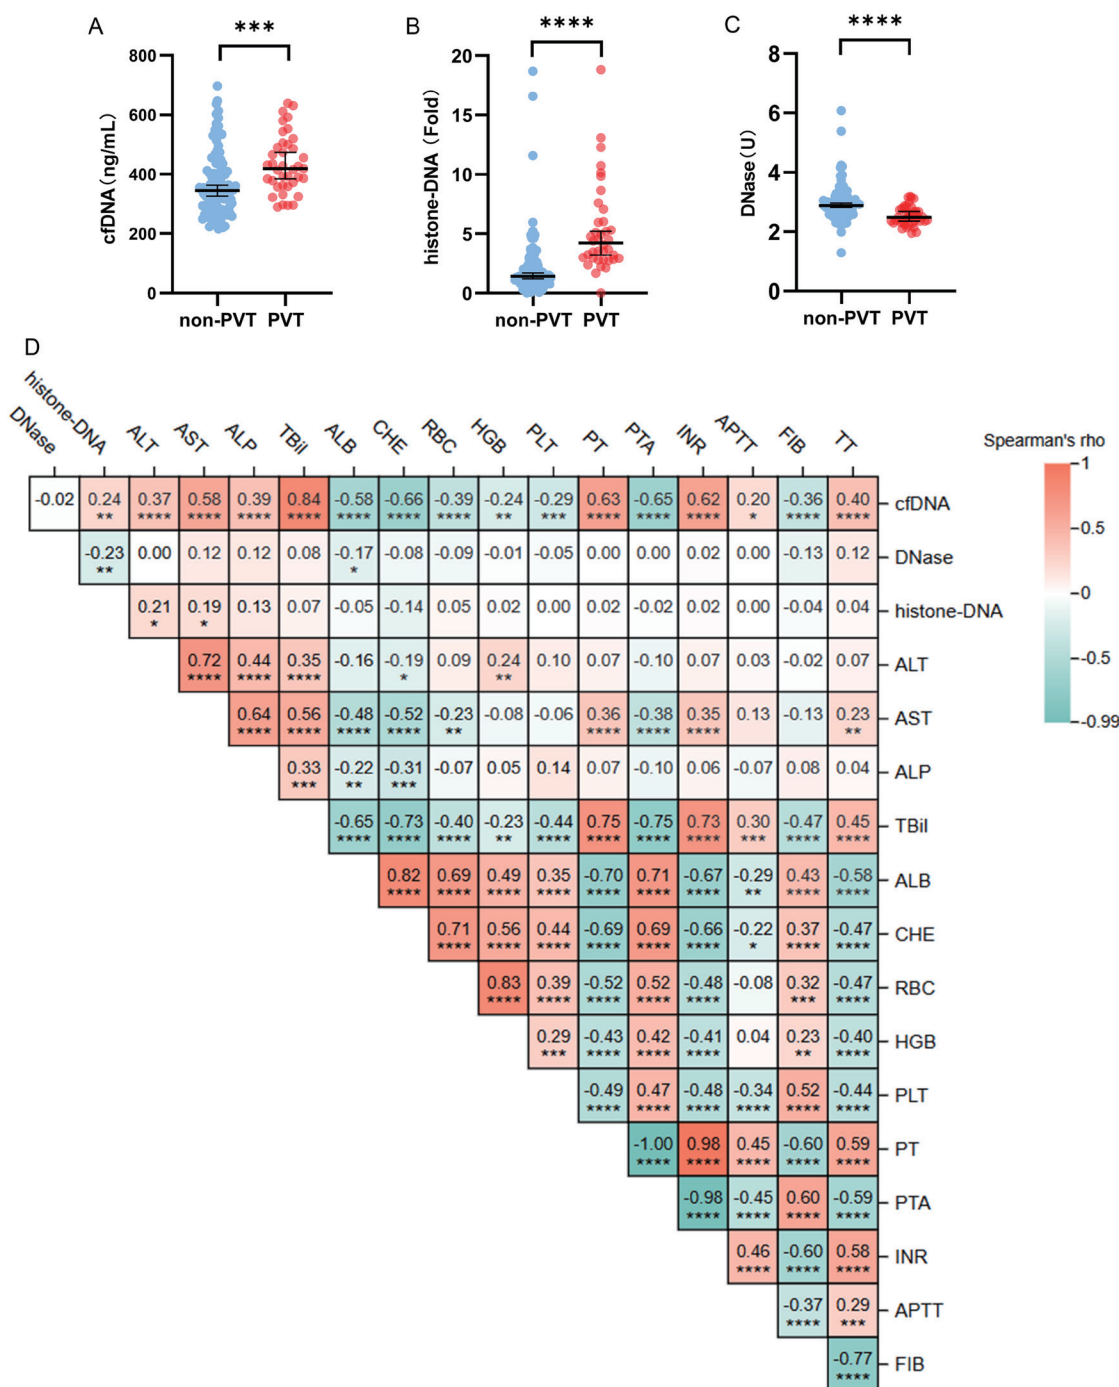 A
***
800
600
400
200
0
cfDNA（ng/mL）
non-PVT PVT
B
****
20
15
10
5
0
histone-DNA（Fold）
non-PVT PVT
C
****
8
6
4
2
0
DNase（U）
non-PVT PVT
D
DNase histone-DNA ALT AST ALP TBil ALB CHE RBC HGB PLT PT PTA INR APTT FIB TT
-0.02 0.24 0.37 0.58 0.39 0.84 -0.58 -0.66 -0.39 -0.24 -0.29 0.63 -0.65 0.62 0.20 -0.36 0.40 cfDNA
** **** **** **** **** **** **** **** ** *** **** **** **** * **** ****
-0.23 0.00 0.12 0.12 0.08 -0.17 -0.08 -0.09 -0.01 -0.05 0.00 0.00 0.02 0.00 -0.13 0.12 DNase
** *
0.21 0.19 0.13 0.07 -0.05 -0.14 0.05 0.02 0.00 0.02 -0.02 0.02 0.00 -0.04 0.04 histone-DNA
* *
0.72 0.44 0.35 -0.16 -0.19 0.09 0.24 0.10 0.07 -0.10 0.07 0.03 -0.02 0.07 ALT
**** **** **** * **
0.64 0.56 -0.48 -0.52 -0.23 -0.08 -0.06 0.36 -0.38 0.35 0.13 -0.13 0.23 AST
**** **** **** **** ** **** **** **** **
0.33 -0.22 -0.31 -0.07 0.05 0.14 0.07 -0.10 0.06 -0.07 0.08 0.04 ALP
*** ** ***
-0.65 -0.73 -0.40 -0.23 -0.44 0.75 -0.75 0.73 0.30 -0.47 0.45 TBil
**** **** **** ** **** **** **** **** *** **** ****
0.82 0.69 0.49 0.35 -0.70 0.71 -0.67 -0.29 0.43 -0.58 ALB
**** **** **** **** **** **** **** ** **** ****
0.71 0.56 0.44 -0.69 0.69 -0.66 -0.22 0.37 -0.47 CHE
**** **** **** **** **** **** * **** ****
0.83 0.39 -0.52 0.52 -0.48 -0.08 0.32 -0.47 RBC
**** **** **** **** **** *** ****
0.29 -0.43 0.42 -0.41 0.04 0.23 -0.40 HGB
*** **** **** **** ** ****
-0.49 0.47 -0.48 -0.34 0.52 -0.44 PLT
**** **** **** **** **** ****
-1.00 0.98 0.45 -0.60 0.59 PT
**** **** **** **** ****
-0.98 -0.45 0.60 -0.59 PTA
**** **** **** ****
0.46 -0.60 0.58 INR
**** **** ****
-0.37 0.29 APTT
**** ***
-0.77 FIB
****
Spearman's rho
1
0.5
0
-0.5
-0.99